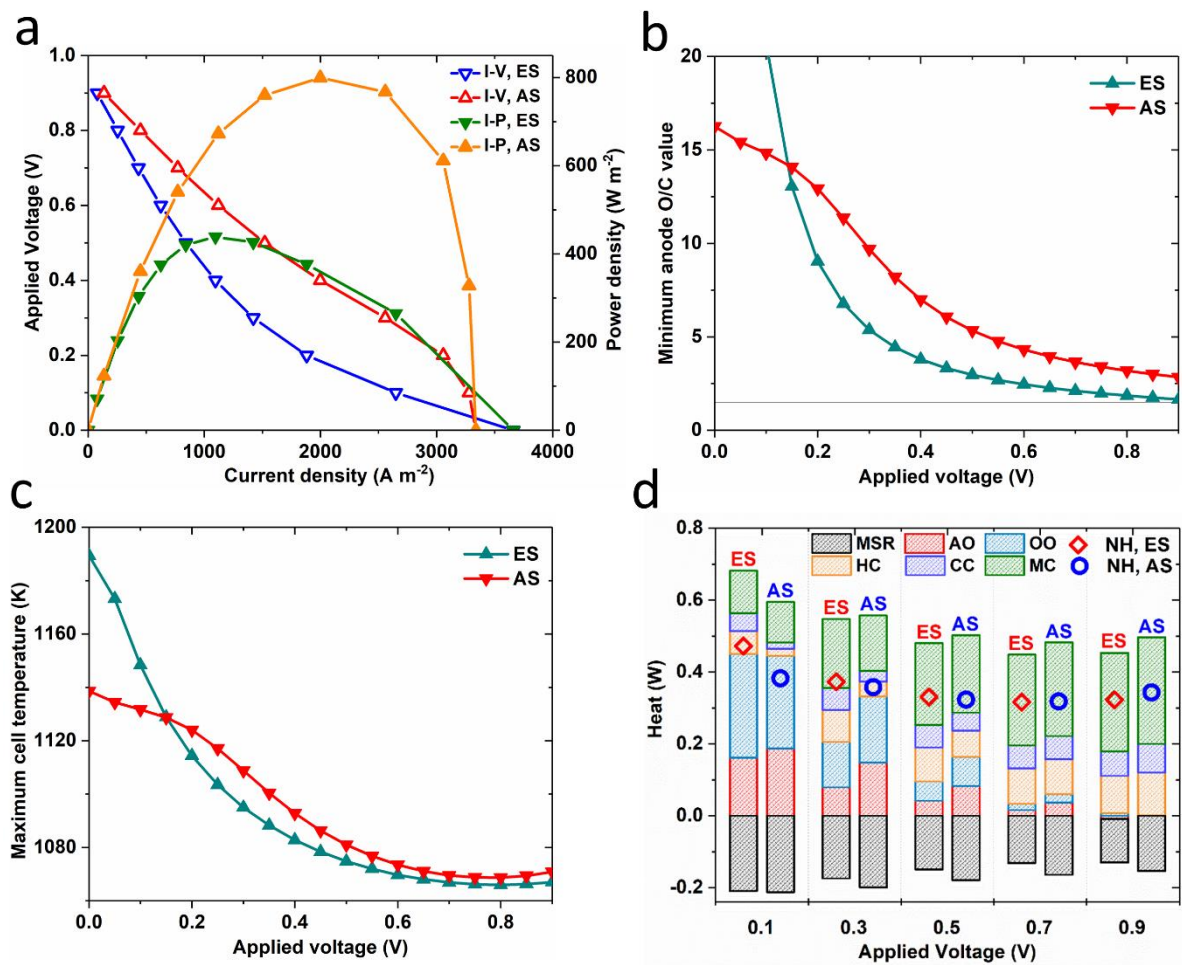 a
1.0
0.8
0.6
0.4
0.2
0.0
Applied Voltage (V)
I-V, ES
I-V, AS
I-P, ES
I-P, AS
800
600
400
200
0
Power density (W m-2)
0 1000 2000 3000 4000
Current density (A m-2)
b
20
15
10
5
0
Minimum anode O/C value
ES
AS
0.0 0.2 0.4 0.6 0.8
Applied voltage (V)
c
1200
1160
1120
1080
Maximum cell temperature (K)
ES
AS
0.0 0.2 0.4 0.6 0.8
Applied voltage (V)
d
0.8
0.6
0.4
0.2
0.0
-0.2
Heat (W)
MSR AO OO NH, ES
HC CC MC NH, AS
ES AS ES AS ES AS ES AS ES AS
0.1 0.3 0.5 0.7 0.9
Applied Voltage (V)